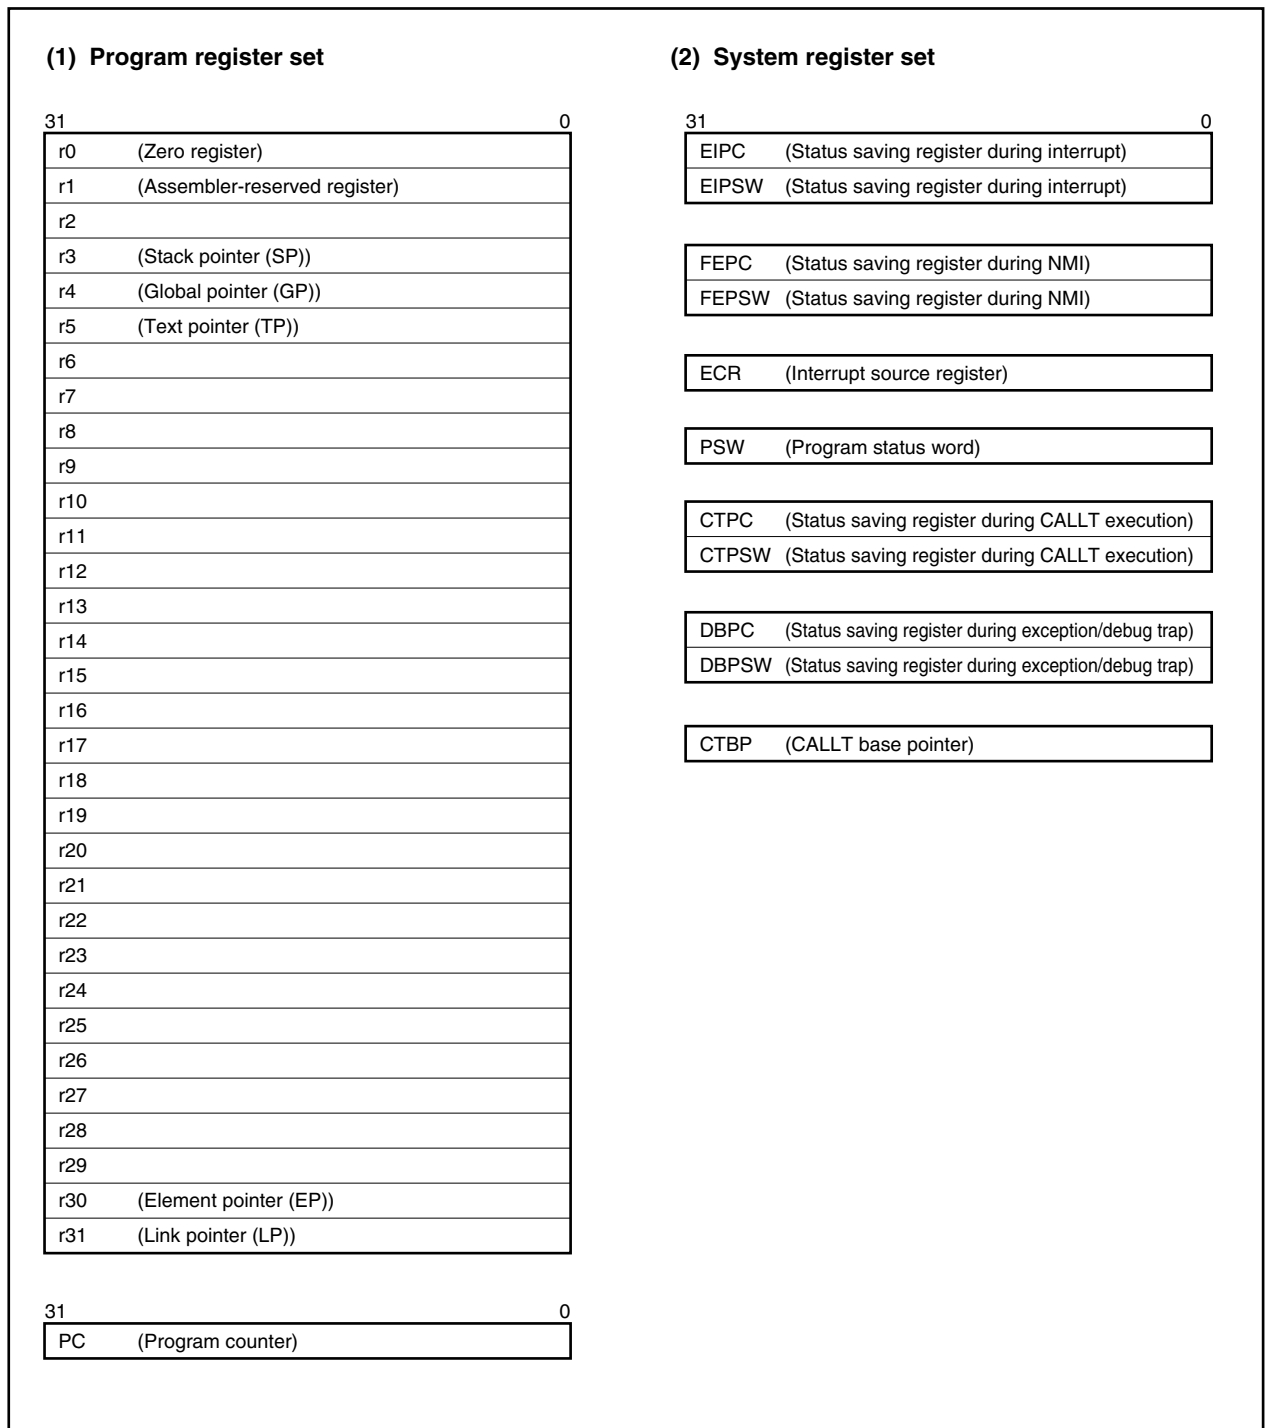 (1) Program register set
31 0
r0 (Zero register)
r1 (Assembler-reserved register)
r2
r3 (Stack pointer (SP))
r4 (Global pointer (GP))
r5 (Text pointer (TP))
r6
r7
r8
r9
r10
r11
r12
r13
r14
r15
r16
r17
r18
r19
r20
r21
r22
r23
r24
r25
r26
r27
r28
r29
r30 (Element pointer (EP))
r31 (Link pointer (LP))
31 0
PC (Program counter)
(2) System register set
31 0
EIPC (Status saving register during interrupt)
EIPSW (Status saving register during interrupt)
FEPC (Status saving register during NMI)
FEPSW (Status saving register during NMI)
ECR (Interrupt source register)
PSW (Program status word)
CTPC (Status saving register during CALLT execution)
CTPSW (Status saving register during CALLT execution)
DBPC (Status saving register during exception/debug trap)
DBPSW (Status saving register during exception/debug trap)
CTBP (CALLT base pointer)